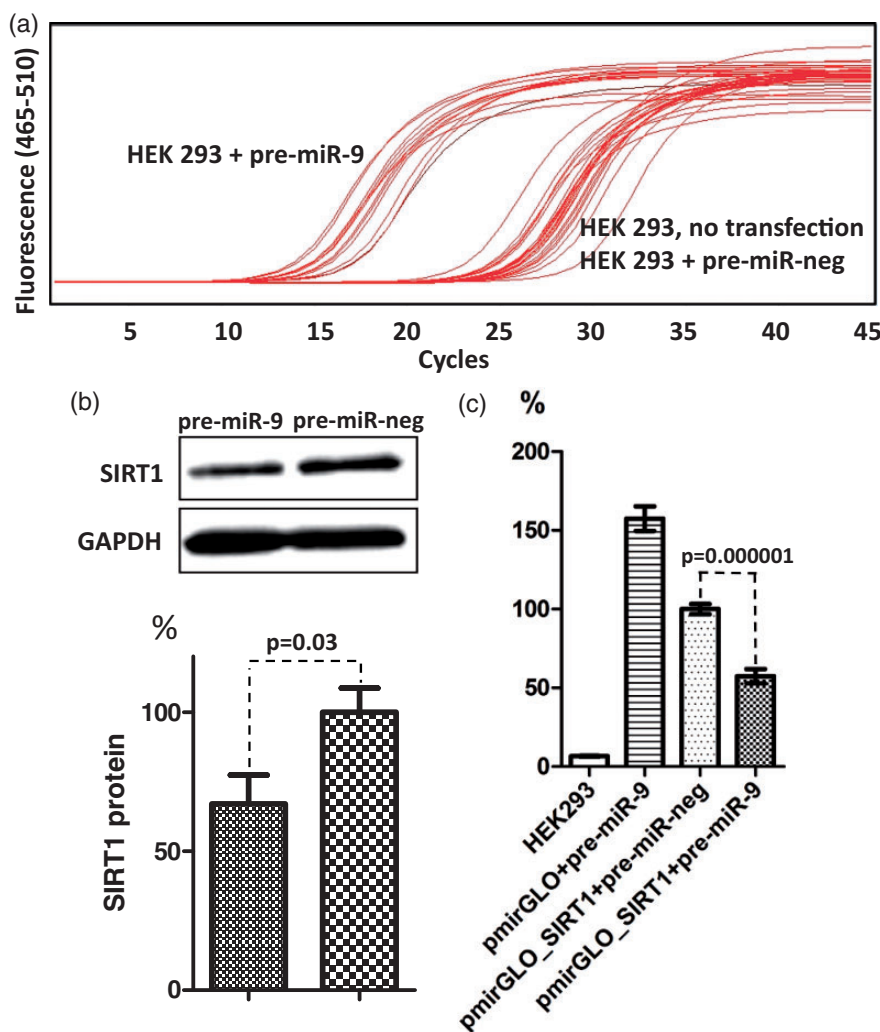 (a)
Fluorescence (465-510)
HEK 293 + pre-miR-9
HEK 293, no transfection
HEK 293 + pre-miR-neg
5 10 15 20 25 30 35 40 45
Cycles
(b)
pre-miR-9 pre-miR-neg
SIRT1
GAPDH
%
p=0.03
100
50
0
SIRT1 protein
(c)
%
200
150
100
50
0
p=0.000001
HEK293
pmirGLO+pre-miR-9
pmirGLO_SIRT1+pre-miR-neg
pmirGLO_SIRT1+pre-miR-9